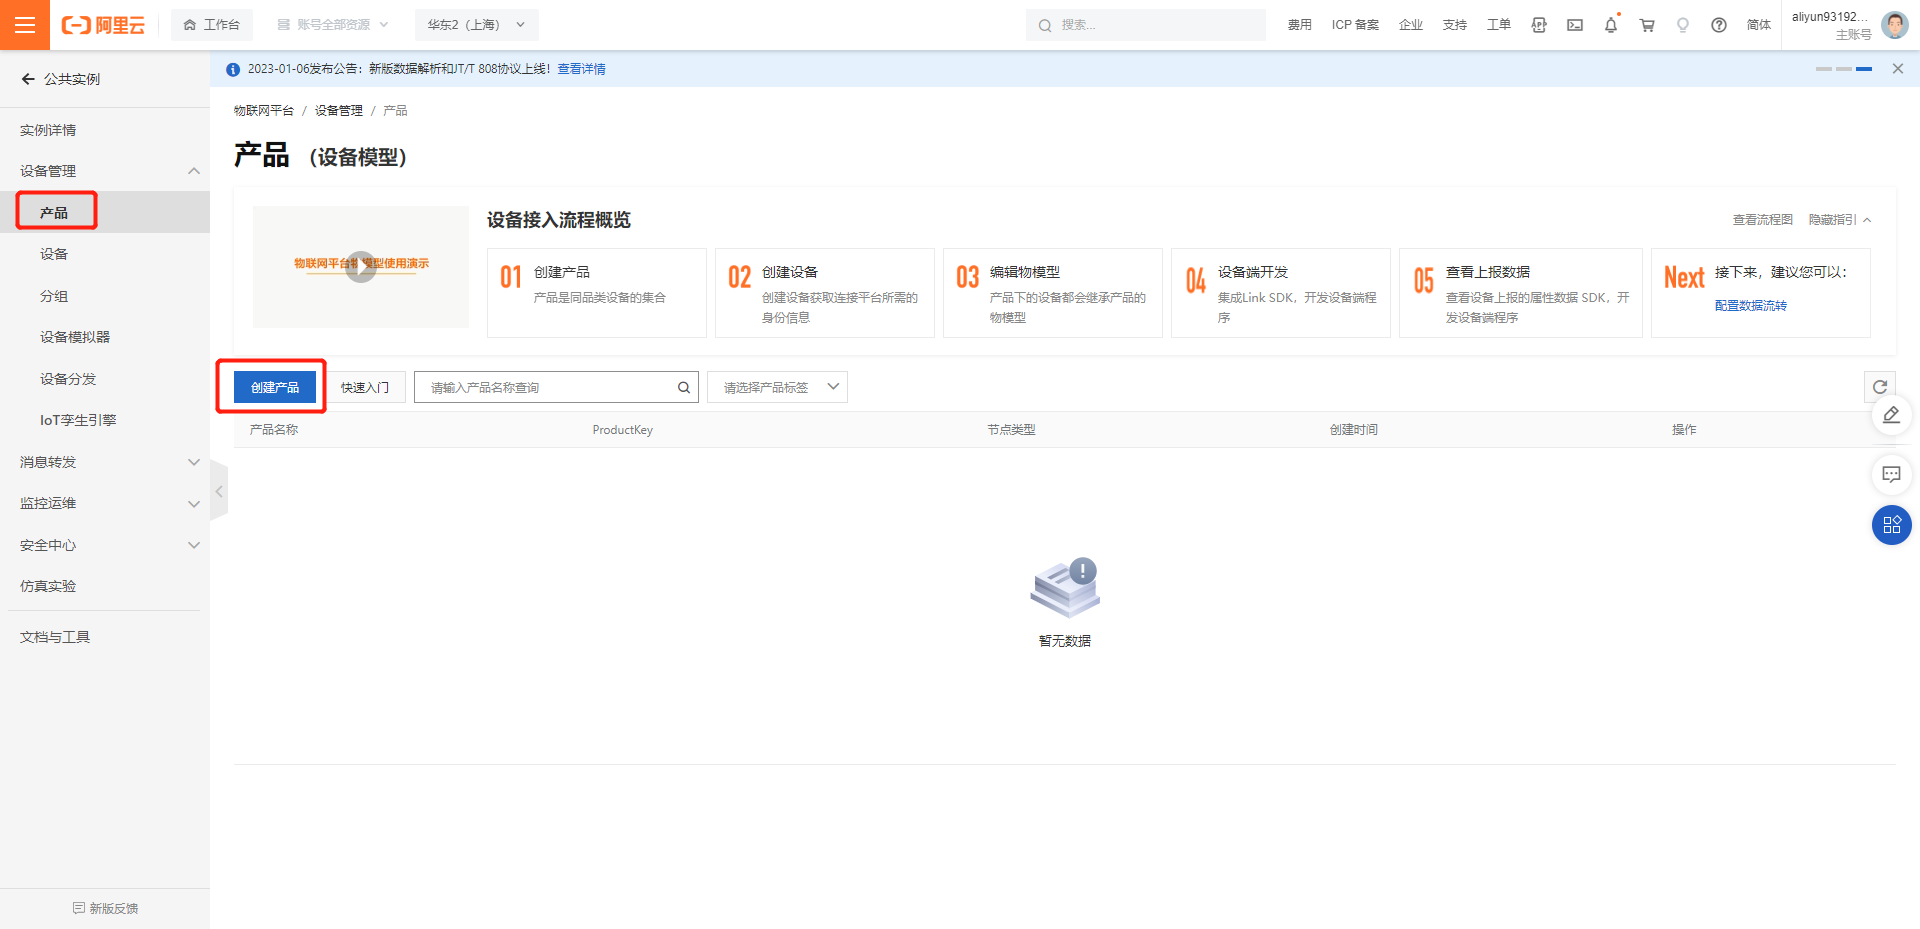 阿里云
工作台
账号全部资源
华东2（上海）
搜索...
费用
ICP 备案
企业
支持
工单
简体
aliyun93192...
主账号
公共实例
实例详情
设备管理
产品
设备
分组
设备模拟器
设备分发
IoT孪生引擎
消息转发
监控运维
安全中心
仿真实验
文档与工具
新版反馈
2023-01-06发布公告：新版数据解析和JT/T 808协议上线！查看详情
物联网平台 / 设备管理 / 产品
产品 （设备模型）
物联网平台物模型使用演示
设备接入流程概览
查看流程图
隐藏指引
01 创建产品
产品是同品类设备的集合
02 创建设备
创建设备获取连接平台所需的
身份信息
03 编辑物模型
产品下的设备都会继承产品的
物模型
04 设备端开发
集成Link SDK，开发设备端程
序
05 查看上报数据
查看设备上报的属性数据 SDK，开
发设备端程序
Next 接下来，建议您可以：
配置数据流转
创建产品
快速入门
请输入产品名称查询
请选择产品标签
产品名称
ProductKey
节点类型
创建时间
操作
暂无数据